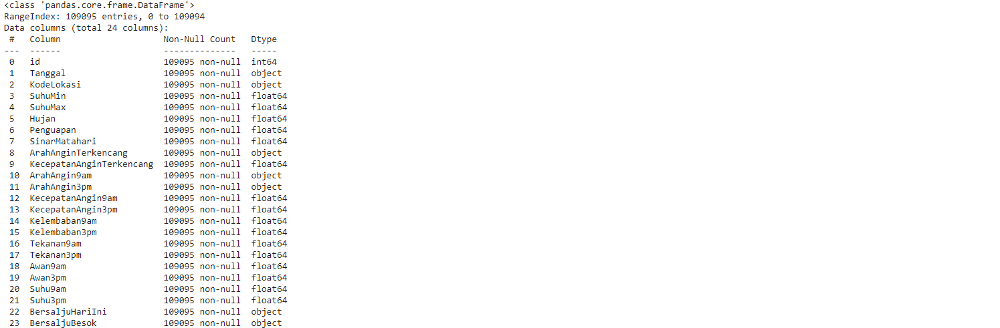 <class 'pandas.core.frame.DataFrame'>
RangeIndex: 109095 entries, 0 to 109094
Data columns (total 24 columns):
 #   Column                    Non-Null Count   Dtype
---  ------                    --------------   -----
 0   id                        109095 non-null  int64
 1   Tanggal                   109095 non-null  object
 2   KodeLokasi                109095 non-null  object
 3   SuhuMin                   109095 non-null  float64
 4   SuhuMax                   109095 non-null  float64
 5   Hujan                     109095 non-null  float64
 6   Penguapan                 109095 non-null  float64
 7   SinarMatahari             109095 non-null  float64
 8   ArahAnginTerkencang       109095 non-null  object
 9   KecepatanAnginTerkencang  109095 non-null  float64
 10  ArahAngin9am              109095 non-null  object
 11  ArahAngin3pm              109095 non-null  object
 12  KecepatanAngin9am         109095 non-null  float64
 13  KecepatanAngin3pm         109095 non-null  float64
 14  Kelembaban9am             109095 non-null  float64
 15  Kelembaban3pm             109095 non-null  float64
 16  Tekanan9am                109095 non-null  float64
 17  Tekanan3pm                109095 non-null  float64
 18  Awan9am                   109095 non-null  float64
 19  Awan3pm                   109095 non-null  float64
 20  Suhu9am                   109095 non-null  float64
 21  Suhu3pm                   109095 non-null  float64
 22  BersaljuHariIni           109095 non-null  object
 23  BersaljuBesok             109095 non-null  object